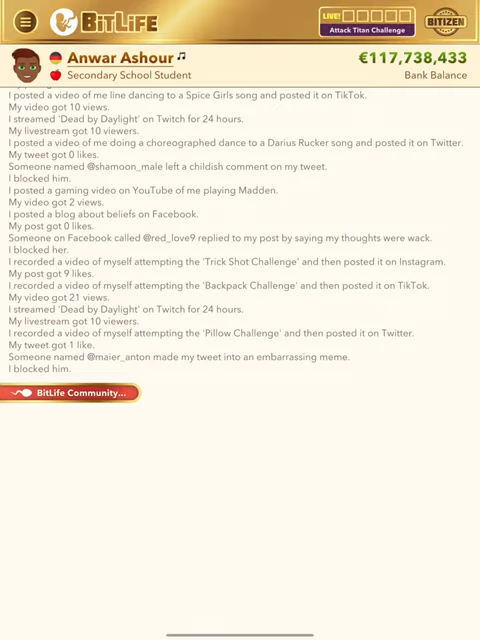 BitLife
LIVE!
Attack Titan Challenge
BITIZEN
Anwar Ashour
€117,738,433
Secondary School Student
Bank Balance
I posted a video of me line dancing to a Spice Girls song and posted it on TikTok.
My video got 10 views.
I streamed 'Dead by Daylight' on Twitch for 24 hours.
My livestream got 10 viewers.
I posted a video of me doing a choreographed dance to a Darius Rucker song and posted it on Twitter.
My tweet got 0 likes.
Someone named @shamoon_male left a childish comment on my tweet.
I blocked him.
I posted a gaming video on YouTube of me playing Madden.
My video got 2 views.
I posted a blog about beliefs on Facebook.
My post got 0 likes.
Someone on Facebook called @red_love9 replied to my post by saying my thoughts were wack.
I blocked her.
I recorded a video of myself attempting the 'Trick Shot Challenge' and then posted it on Instagram.
My post got 9 likes.
I recorded a video of myself attempting the 'Backpack Challenge' and then posted it on TikTok.
My video got 21 views.
I streamed 'Dead by Daylight' on Twitch for 24 hours.
My livestream got 10 viewers.
I recorded a video of myself attempting the 'Pillow Challenge' and then posted it on Twitter.
My tweet got 1 like.
Someone named @maier_anton made my tweet into an embarrassing meme.
I blocked him.
BitLife Community...